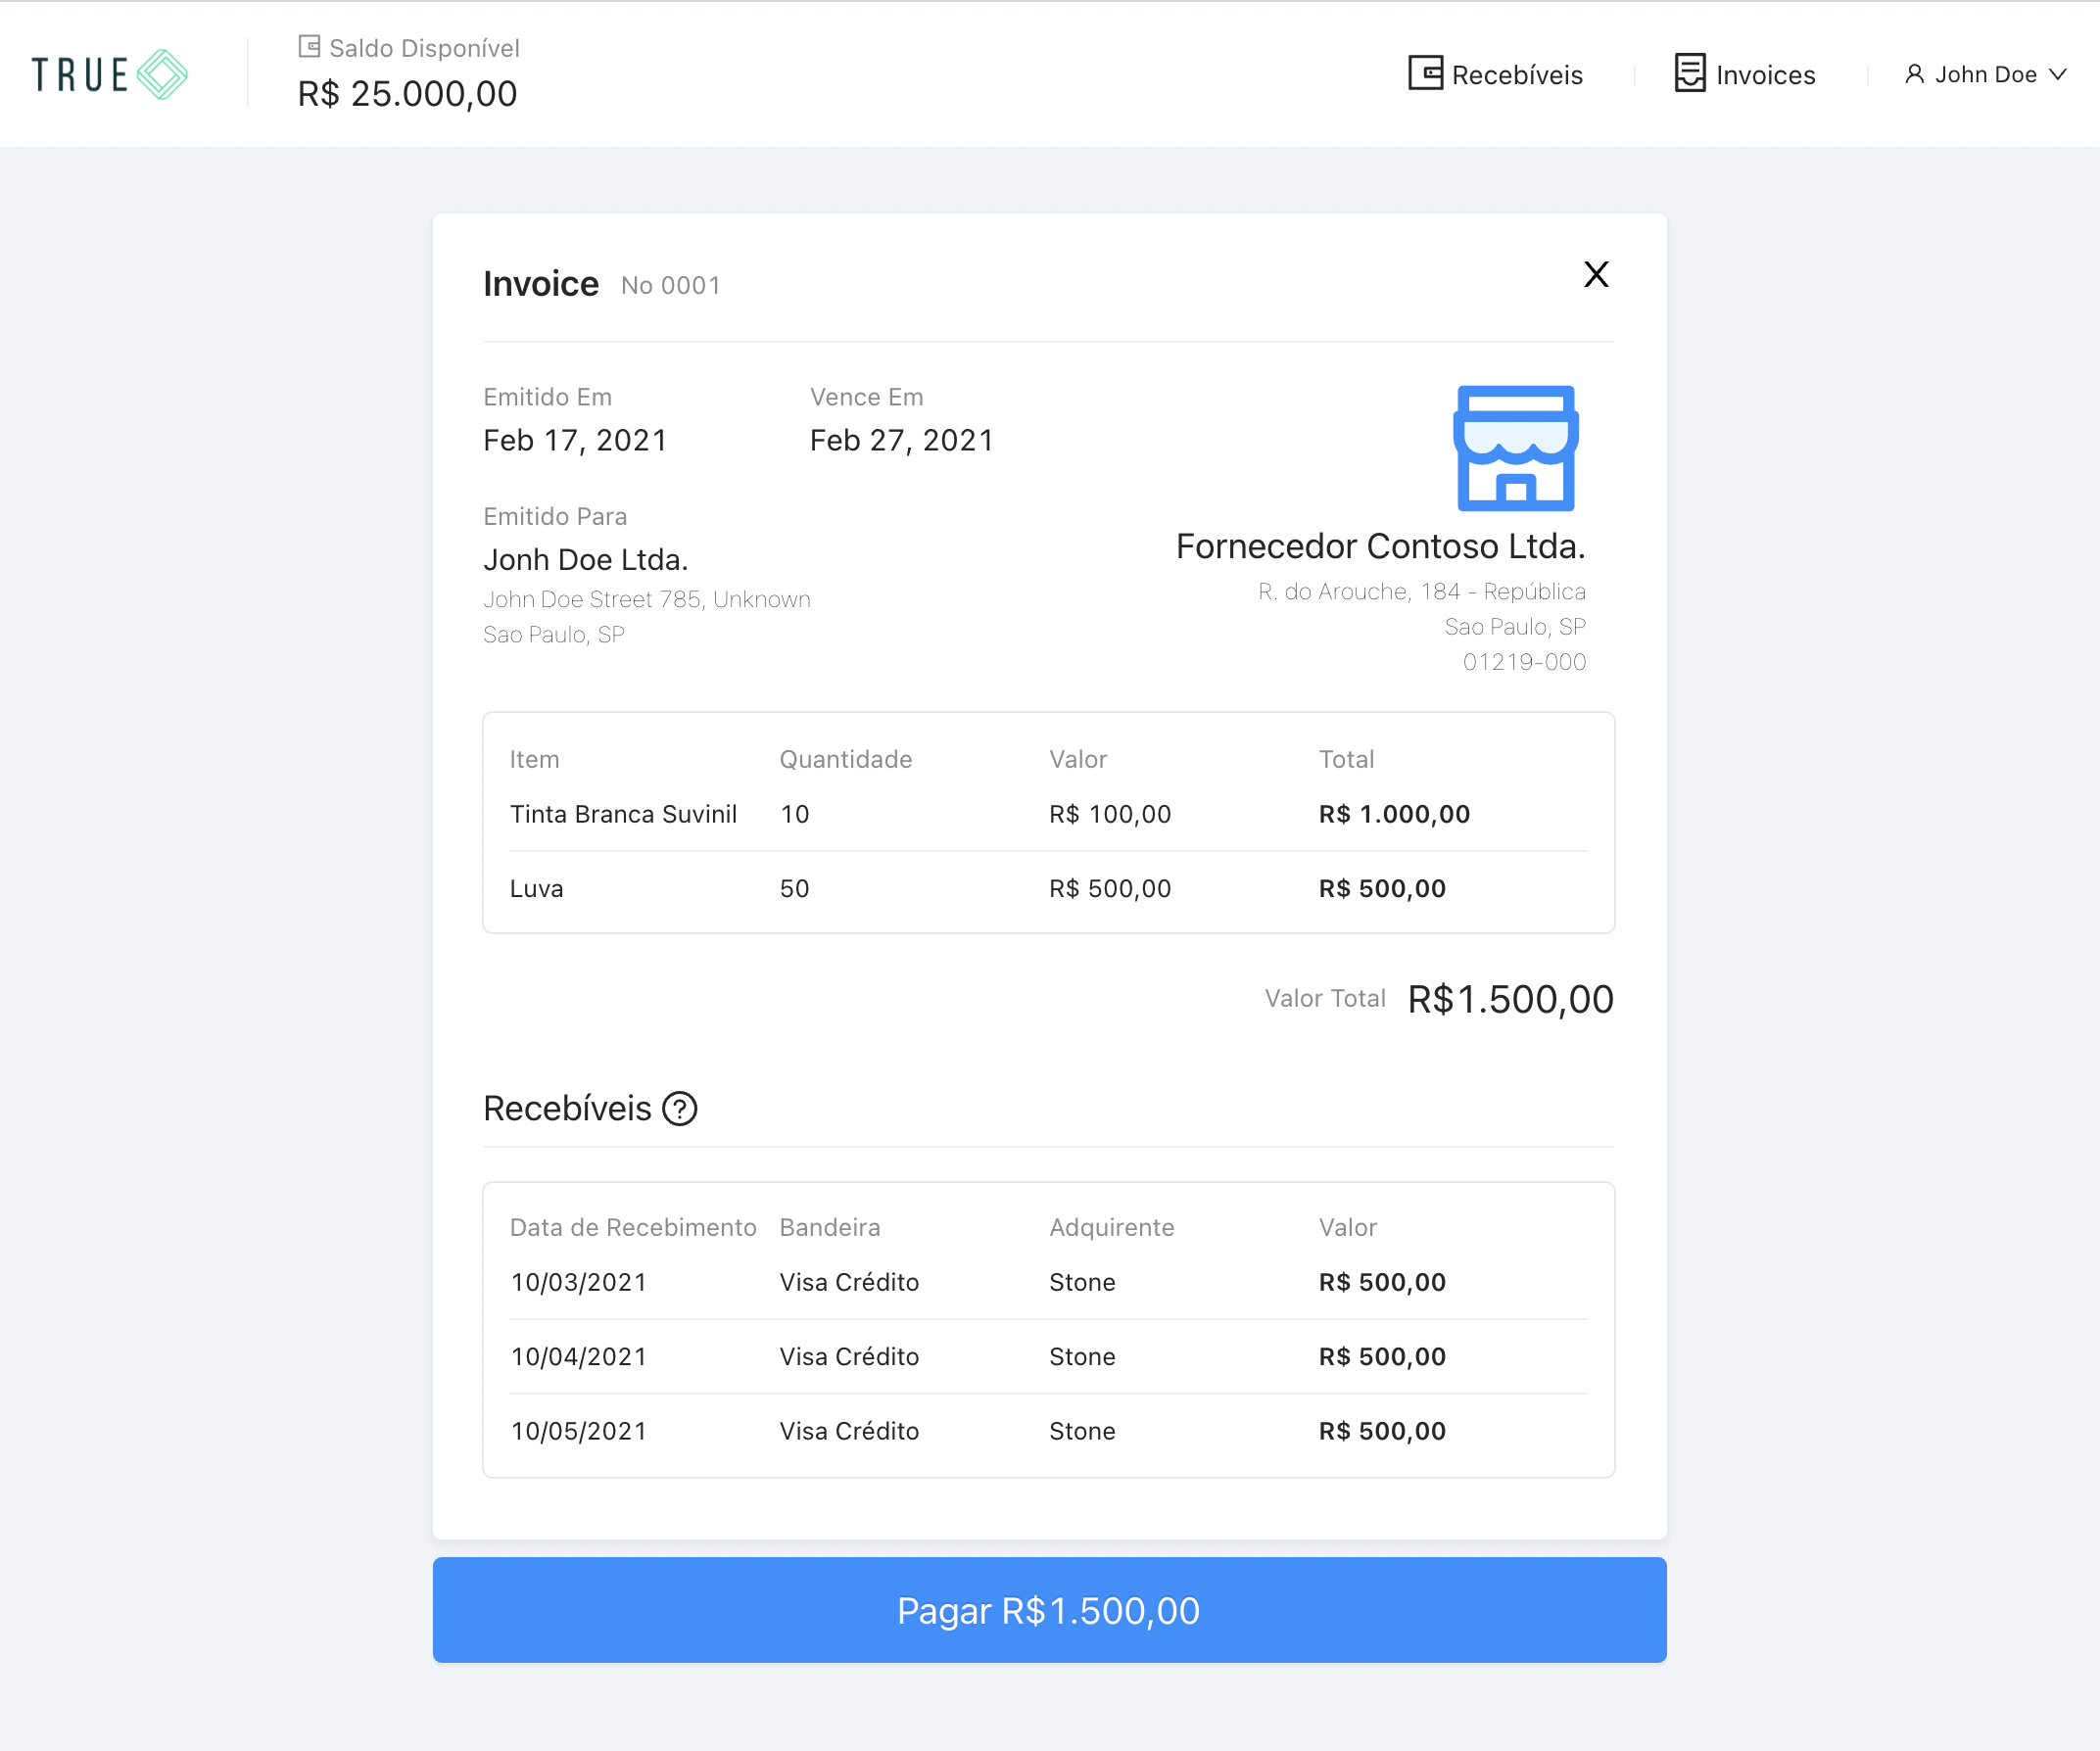 TRUE
Saldo Disponível
R$ 25.000,00
Recebíveis
Invoices
John Doe
Invoice No 0001
X
Emitido Em
Feb 17, 2021
Vence Em
Feb 27, 2021
Emitido Para
Jonh Doe Ltda.
John Doe Street 785, Unknown
Sao Paulo, SP
Fornecedor Contoso Ltda.
R. do Arouche, 184 - República
Sao Paulo, SP
01219-000
Item Quantidade Valor Total
Tinta Branca Suvinil 10 R$ 100,00 R$ 1.000,00
Luva 50 R$ 500,00 R$ 500,00
Valor Total R$1.500,00
Recebíveis ?
Data de Recebimento Bandeira Adquirente Valor
10/03/2021 Visa Crédito Stone R$ 500,00
10/04/2021 Visa Crédito Stone R$ 500,00
10/05/2021 Visa Crédito Stone R$ 500,00
Pagar R$1.500,00